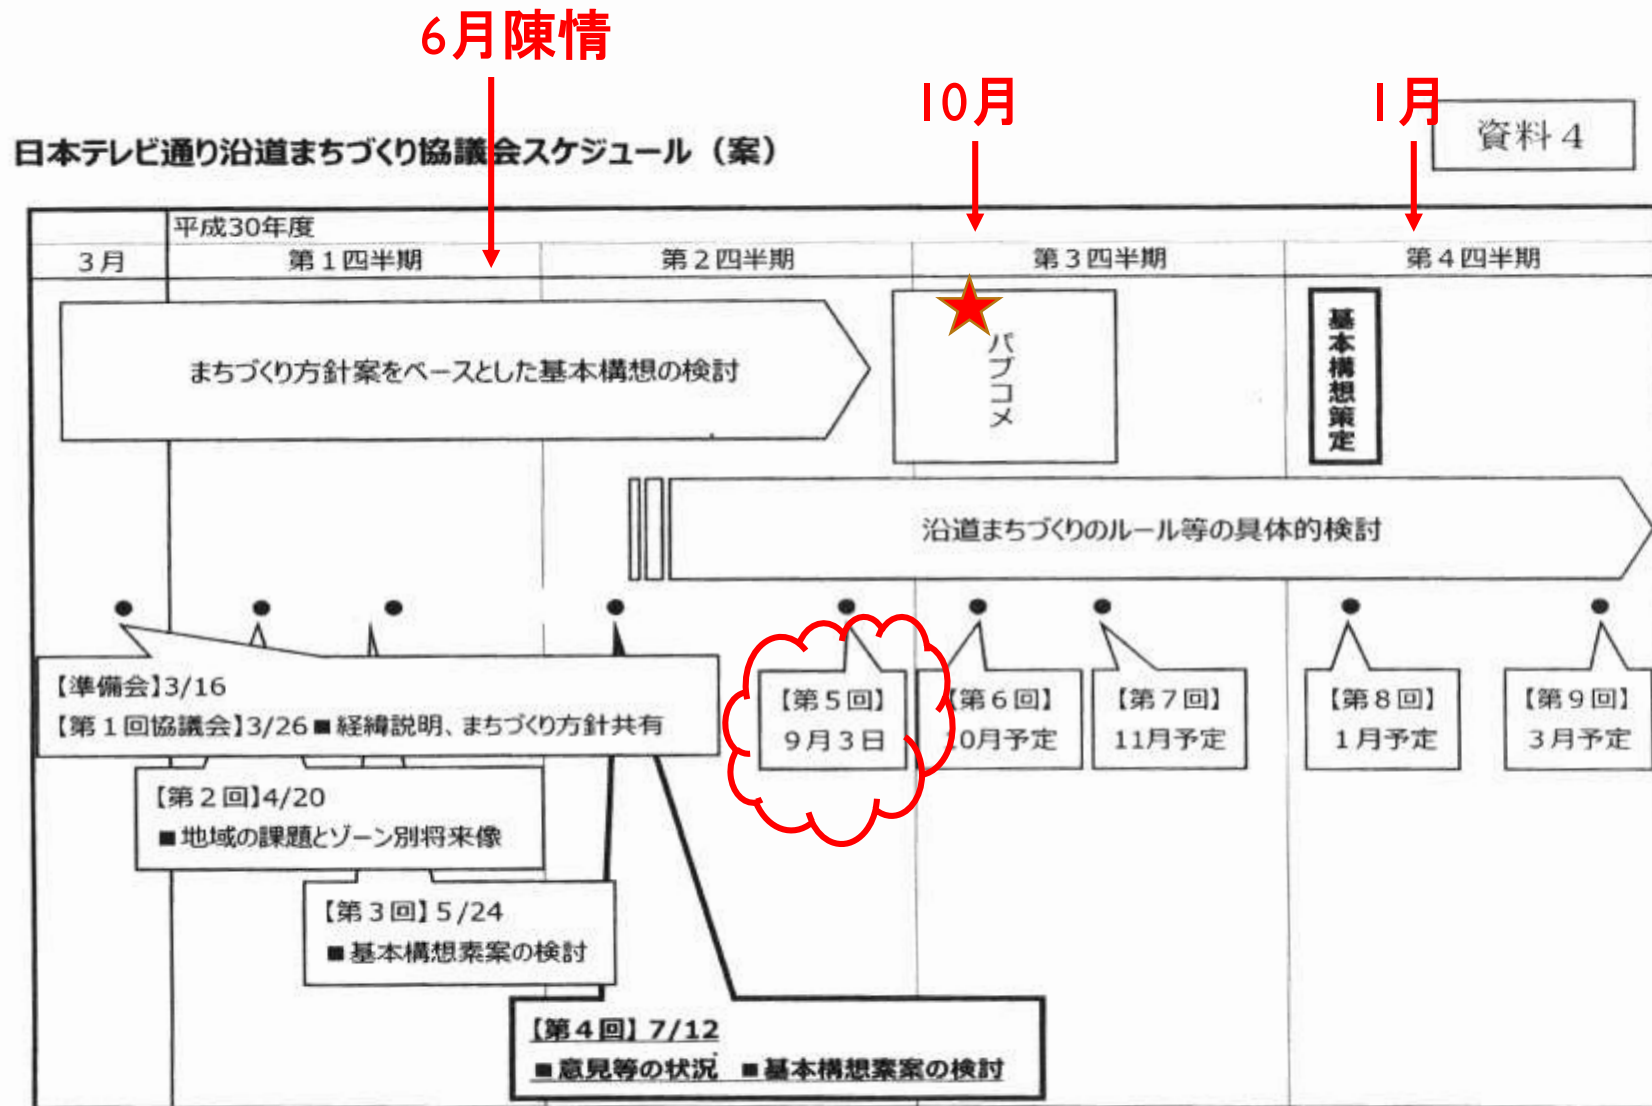 6月陳情
10月
1月
資料４
日本テレビ通り沿道まちづくり協議会スケジュール（案）
平成30年度
３月
第１四半期
第２四半期
第３四半期
第４四半期
まちづくり方針案をベースとした基本構想の検討
パブコメ
基本構想策定
沿道まちづくりのルール等の具体的検討
【準備会】3/16
【第１回協議会】3/26 ■ 経緯説明、まちづくり方針共有
【第５回】
９月３日
【第６回】
10月予定
【第７回】
11月予定
【第８回】
１月予定
【第９回】
３月予定
【第２回】4/20
■ 地域の課題とゾーン別将来像
【第３回】5/24
■ 基本構想素案の検討
【第４回】7/12
■ 意見等の状況　■ 基本構想素案の検討